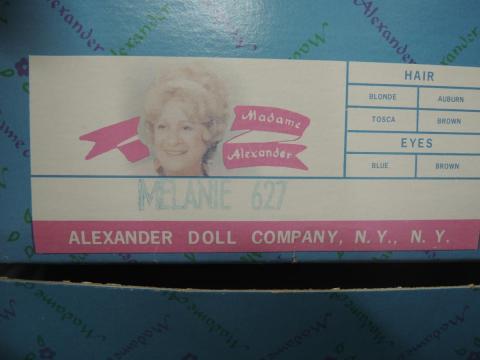 Madame
Alexander
HAIR
BLONDE AUBURN
TOSCA BROWN
EYES
BLUE BROWN
MELANIE 627
ALEXANDER DOLL COMPANY, N.Y., N.Y.